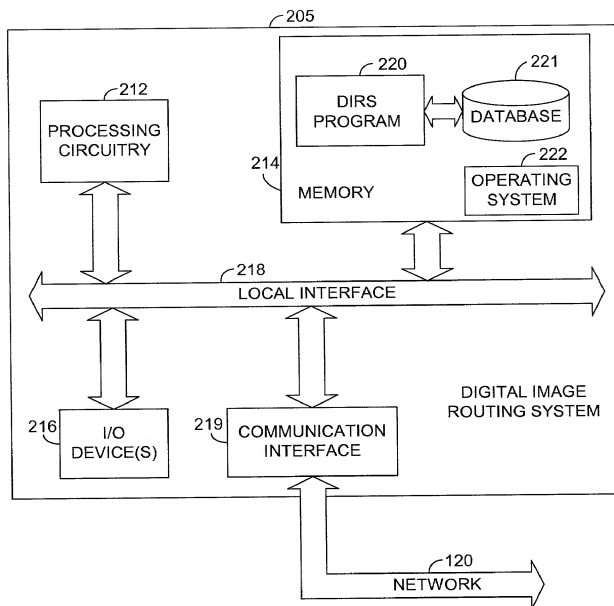 205
212
PROCESSING
CIRCUITRY
220
DIRS
PROGRAM
221
DATABASE
222
OPERATING
SYSTEM
214
MEMORY
218
LOCAL INTERFACE
216
I/O
DEVICE(S)
219
COMMUNICATION
INTERFACE
DIGITAL IMAGE
ROUTING SYSTEM
120
NETWORK